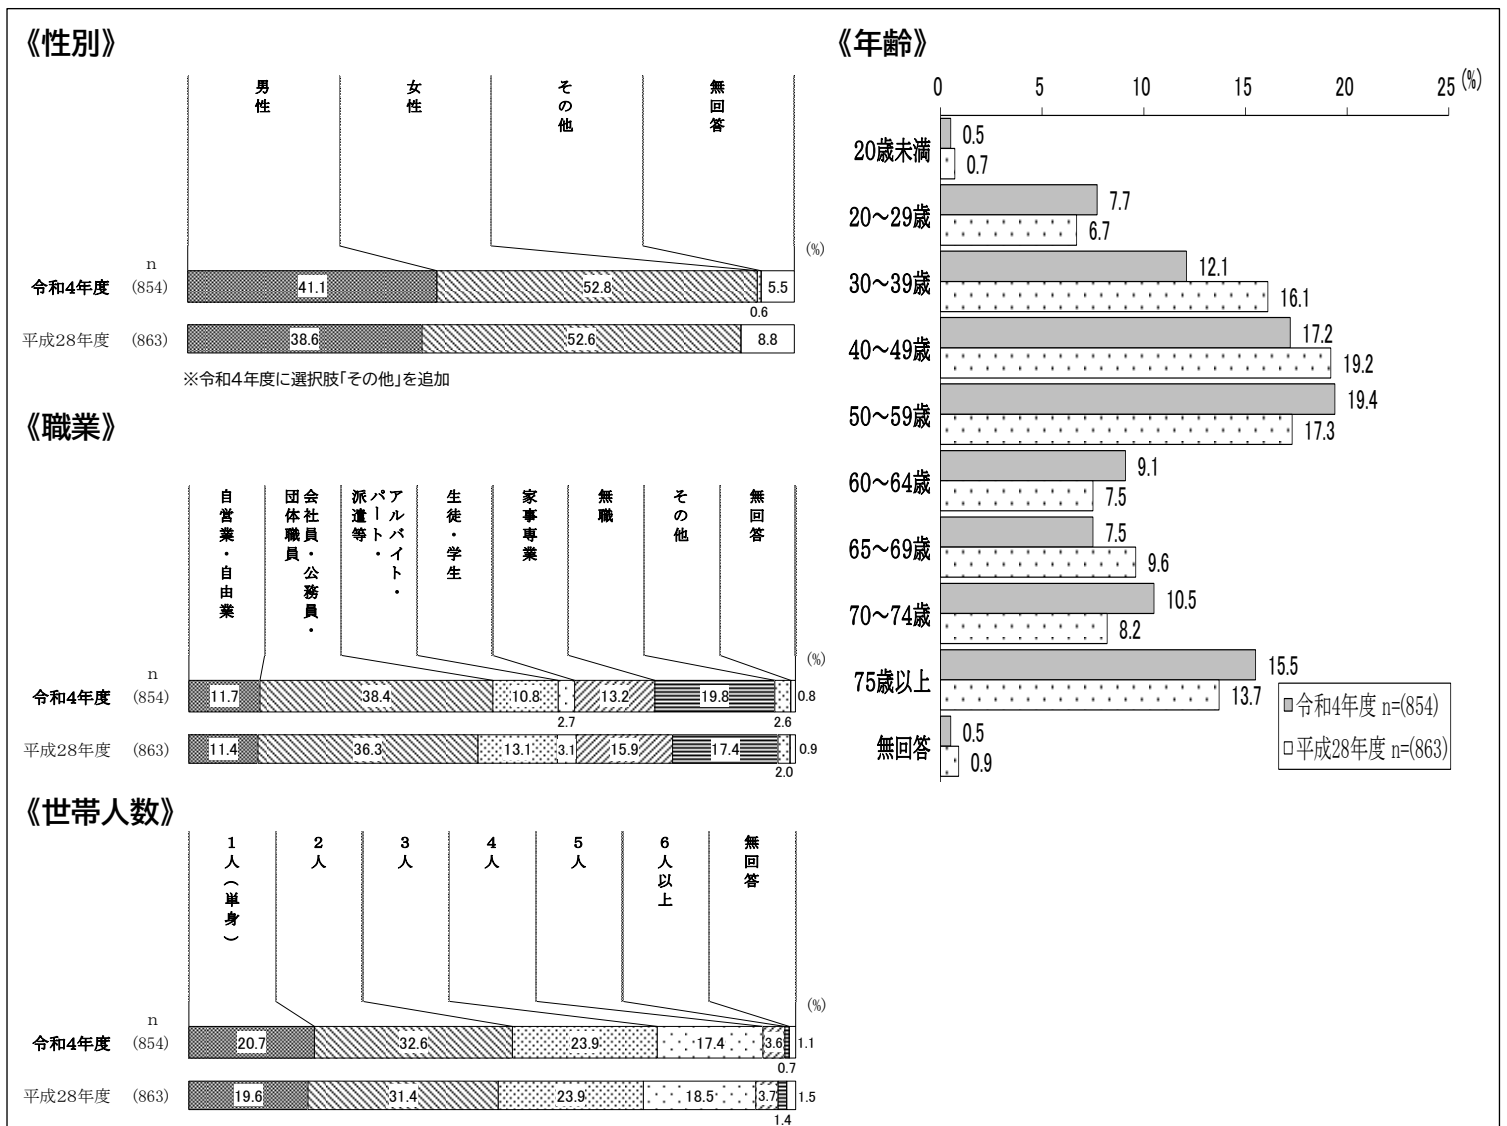 《性別》
男性
女性
その他
無回答
(%)
n
令和4年度 (854) 41.1 52.8 0.6 5.5
平成28年度 (863) 38.6 52.6 8.8
※令和4年度に選択肢「その他」を追加
《職業》
自営業・自由業
会社員・公務員・
団体職員
アルバイト・
パート・
派遣等
生徒・学生
家事専業
無職
その他
無回答
(%)
n
令和4年度 (854) 11.7 38.4 10.8 2.7 13.2 19.8 2.6 0.8
平成28年度 (863) 11.4 36.3 13.1 3.1 15.9 17.4 2.0 0.9
《世帯人数》
1人(単身)
2人
3人
4人
5人
6人以上
無回答
(%)
n
令和4年度 (854) 20.7 32.6 23.9 17.4 3.6 0.7 1.1
平成28年度 (863) 19.6 31.4 23.9 18.5 3.7 1.4 1.5
《年齢》
0 5 10 15 20 25 (%)
20歳未満 0.5
0.7
20~29歳 7.7
6.7
30~39歳 12.1
16.1
40~49歳 17.2
19.2
50~59歳 19.4
17.3
60~64歳 9.1
7.5
65~69歳 7.5
9.6
70~74歳 10.5
8.2
75歳以上 15.5
13.7
無回答 0.5
0.9
令和4年度 n=(854)
平成28年度 n=(863)